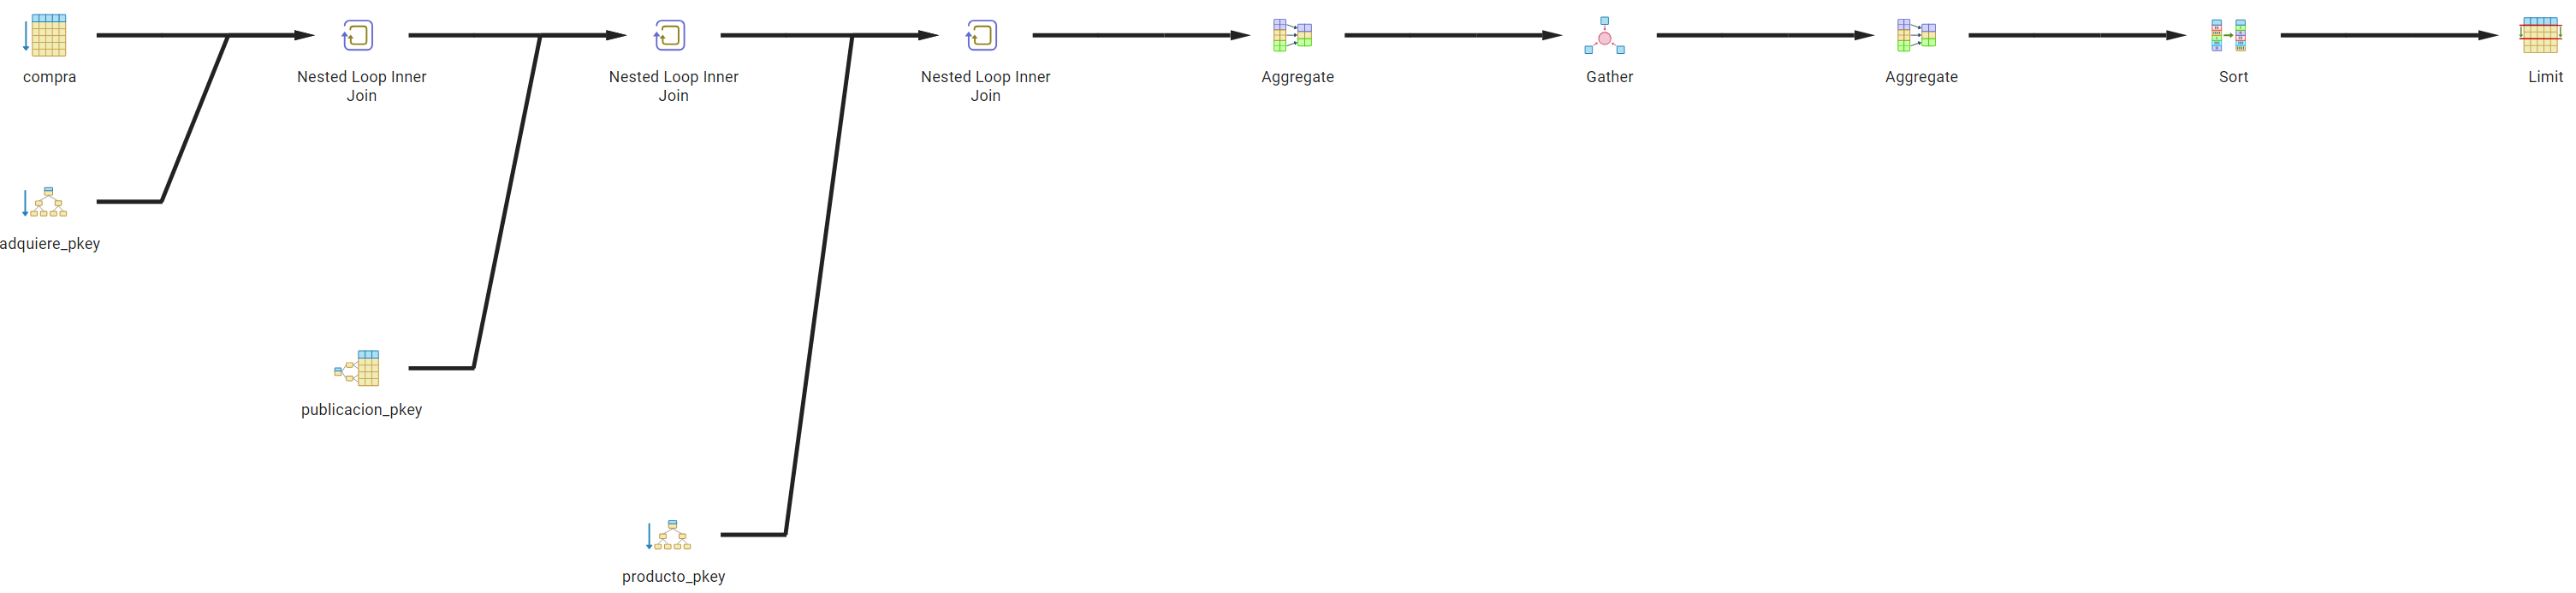 compra
Nested Loop Inner
Join
Nested Loop Inner
Join
Nested Loop Inner
Join
Aggregate
Gather
Aggregate
Sort
Limit
adquiere_pkey
publicacion_pkey
producto_pkey